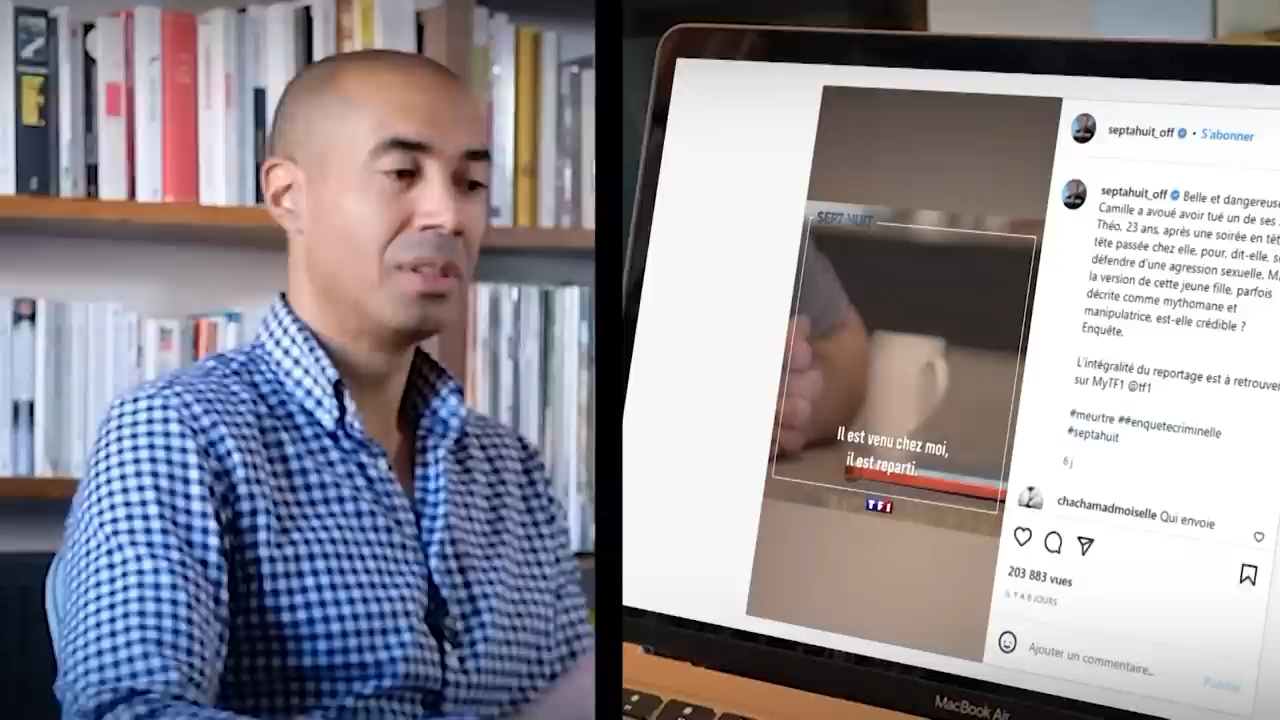 septahuit_off • S'abonner
septahuit_off Belle et dangereuse
Camille a avoué avoir tué un de ses
Théo, 23 ans, après une soirée en têt
tête passée chez elle, pour, dit-elle, s
défendre d'une agression sexuelle. M
la version de cette jeune fille, parfois
décrite comme mythomane et
manipulatrice, est-elle crédible ?
Enquête.
L'intégralité du reportage est à retrouver
sur MyTF1 @tf1
#meurtre ##enquetecriminelle
#septahuit
6 j
chachamadmoiselle Qui envoie
203 883 vues
IL Y A 6 JOURS
Ajouter un commentaire...
Publier
SEPT HUIT
Il est venu chez moi,
il est reparti.
TF1
MacBook Air